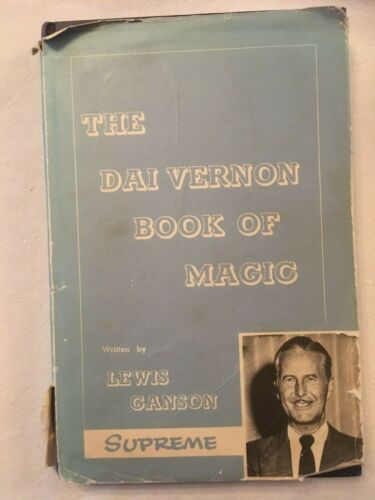 THE
DAI VERNON
BOOK OF
MAGIC
Written by
LEWIS
GANSON
SUPREME